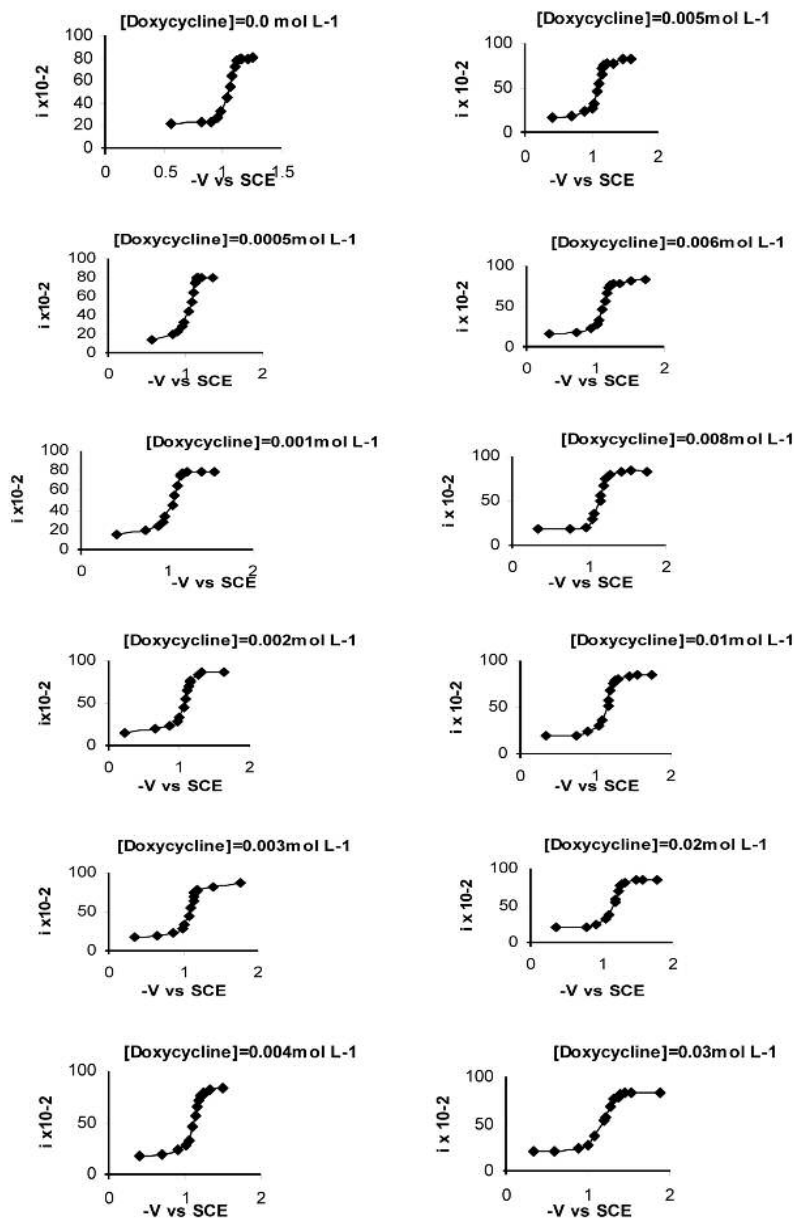 [Doxycycline]=0.0 mol L-1
i x10-2
100
80
60
40
20
0
0
0.5
1
1.5
-V vs SCE
[Doxycycline]=0.005mol L-1
i x 10-2
100
50
0
0
1
2
-V vs SCE
[Doxycycline]=0.0005mol L-1
i x 10-2
100
80
60
40
20
0
0
1
2
-V vs SCE
[Doxycycline]=0.006mol L-1
i x 10-2
100
50
0
0
1
2
-V vs SCE
[Doxycycline]=0.001mol L-1
i x10-2
100
80
60
40
20
0
0
1
2
-V vs SCE
[Doxycycline]=0.008mol L-1
i x 10-2
100
50
0
0
1
2
-V vs SCE
[Doxycycline]=0.002mol L-1
ix10-2
100
50
0
0
1
2
-V vs SCE
[Doxycycline]=0.01mol L-1
i x 10-2
100
50
0
0
1
2
-V vs SCE
[Doxycycline]=0.003mol L-1
i x10-2
100
50
0
0
1
2
-V vs SCE
[Doxycycline]=0.02mol L-1
i x 10-2
100
50
0
0
1
2
-V vs SCE
[Doxycycline]=0.004mol L-1
i x 10-2
100
50
0
0
1
2
-V vs SCE
[Doxycycline]=0.03mol L-1
i x 10-2
100
50
0
0
1
2
-V vs SCE